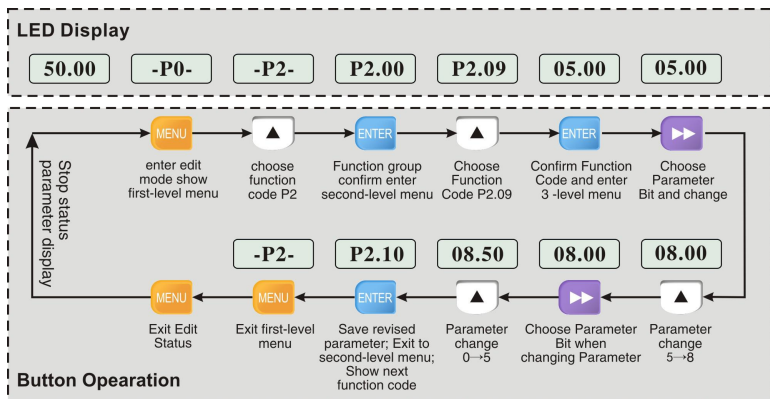 LED Display
50.00
-P0-
-P2-
P2.00
P2.09
05.00
05.00
MENU
▲
ENTER
▲
ENTER
▶▶
enter edit
mode show
first-level menu
choose
function
code P2
Function group
confirm enter
second-level menu
Choose
Function
Code P2.09
Confirm Function
Code and enter
3 -level menu
Choose
Parameter
Bit and change
Stop status
parameter display
-P2-
P2.10
08.50
08.00
08.00
MENU
MENU
ENTER
▲
▶▶
▲
Exit Edit
Status
Exit first-level
menu
Save revised
parameter; Exit to
second-level menu;
Show next
function code
Parameter
change
0→5
Choose Parameter
Bit when
changing Parameter
Parameter
change
5→8
Button Opearation